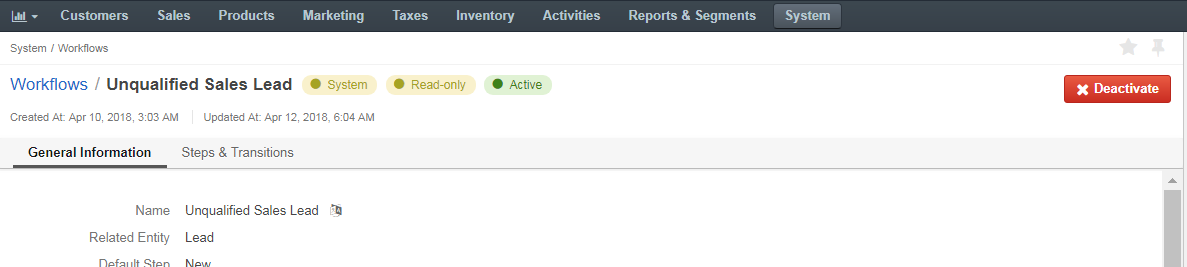 Customers Sales Products Marketing Taxes Inventory Activities Reports & Segments System
System / Workflows
Workflows / Unqualified Sales Lead System Read-only Active Deactivate
Created At: Apr 10, 2018, 3:03 AM Updated At: Apr 12, 2018, 6:04 AM
General Information Steps & Transitions
Name Unqualified Sales Lead
Related Entity Lead
Default Step New